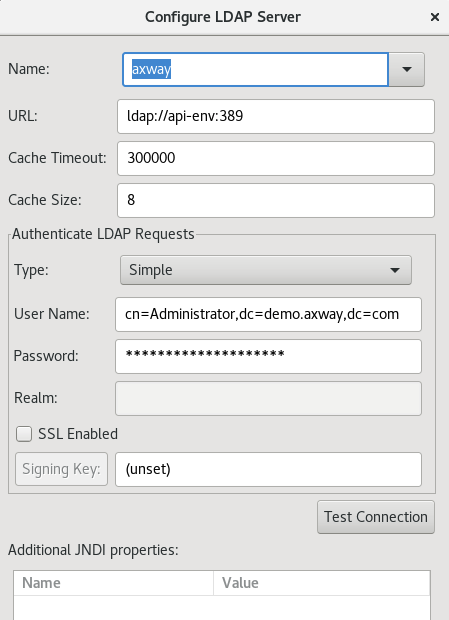 Configure LDAP Server ×
Name: axway
URL: ldap://api-env:389
Cache Timeout: 300000
Cache Size: 8
Authenticate LDAP Requests
Type: Simple
User Name: cn=Administrator,dc=demo.axway,dc=com
Password: ********************
Realm:
SSL Enabled
Signing Key: (unset)
Test Connection
Additional JNDI properties:
Name Value